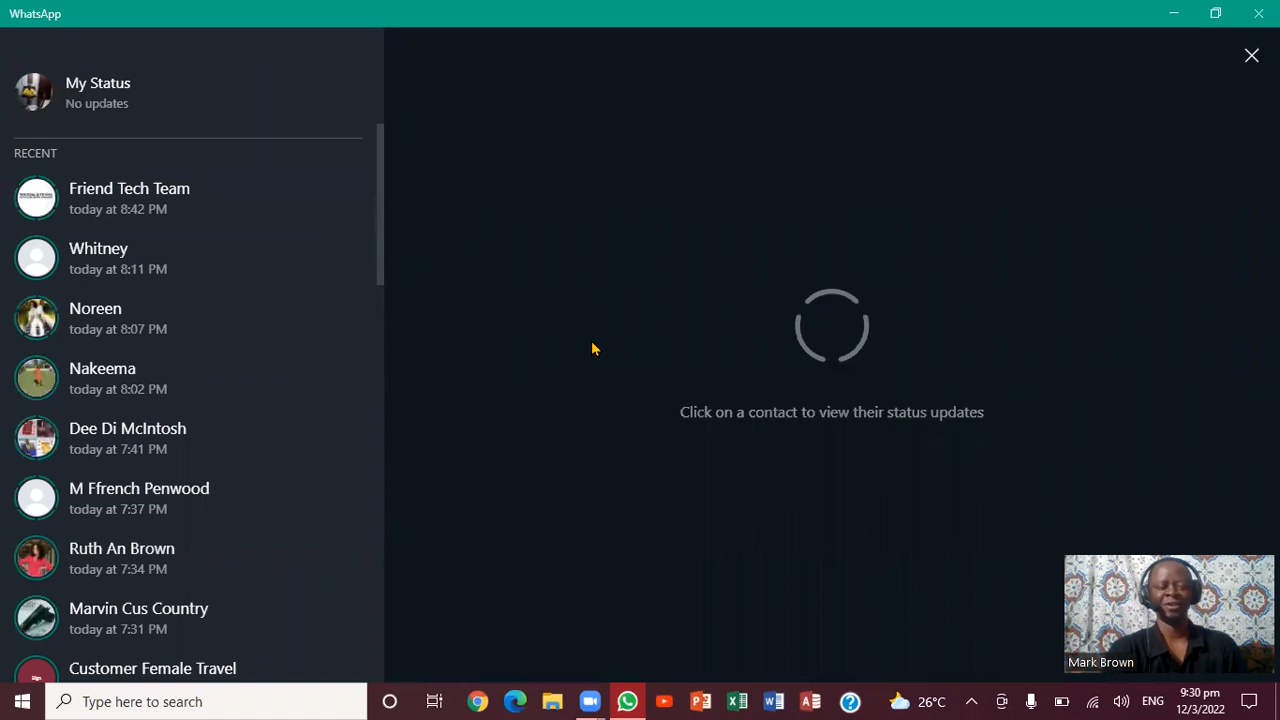 WhatsApp
My Status
No updates
RECENT
Friend Tech Team
today at 8:42 PM
Whitney
today at 8:11 PM
Noreen
today at 8:07 PM
Nakeema
today at 8:02 PM
Dee Di McIntosh
today at 7:41 PM
M Ffrench Penwood
today at 7:37 PM
Ruth An Brown
today at 7:34 PM
Marvin Cus Country
today at 7:31 PM
Customer Female Travel
Click on a contact to view their status updates
Mark Brown
Type here to search
26°C
ENG
9:30 pm
12/3/2022